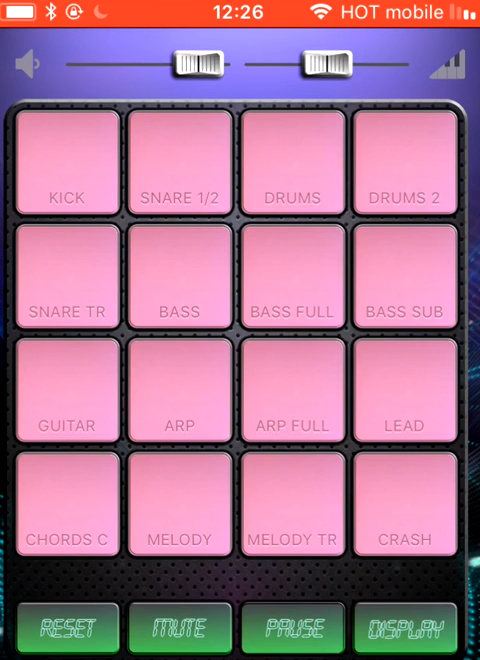 12:26 HOT mobile
KICK SNARE 1/2 DRUMS DRUMS 2
SNARE TR BASS BASS FULL BASS SUB
GUITAR ARP ARP FULL LEAD
CHORDS C MELODY MELODY TR CRASH
RESET MUTE PAUSE DISPLAY